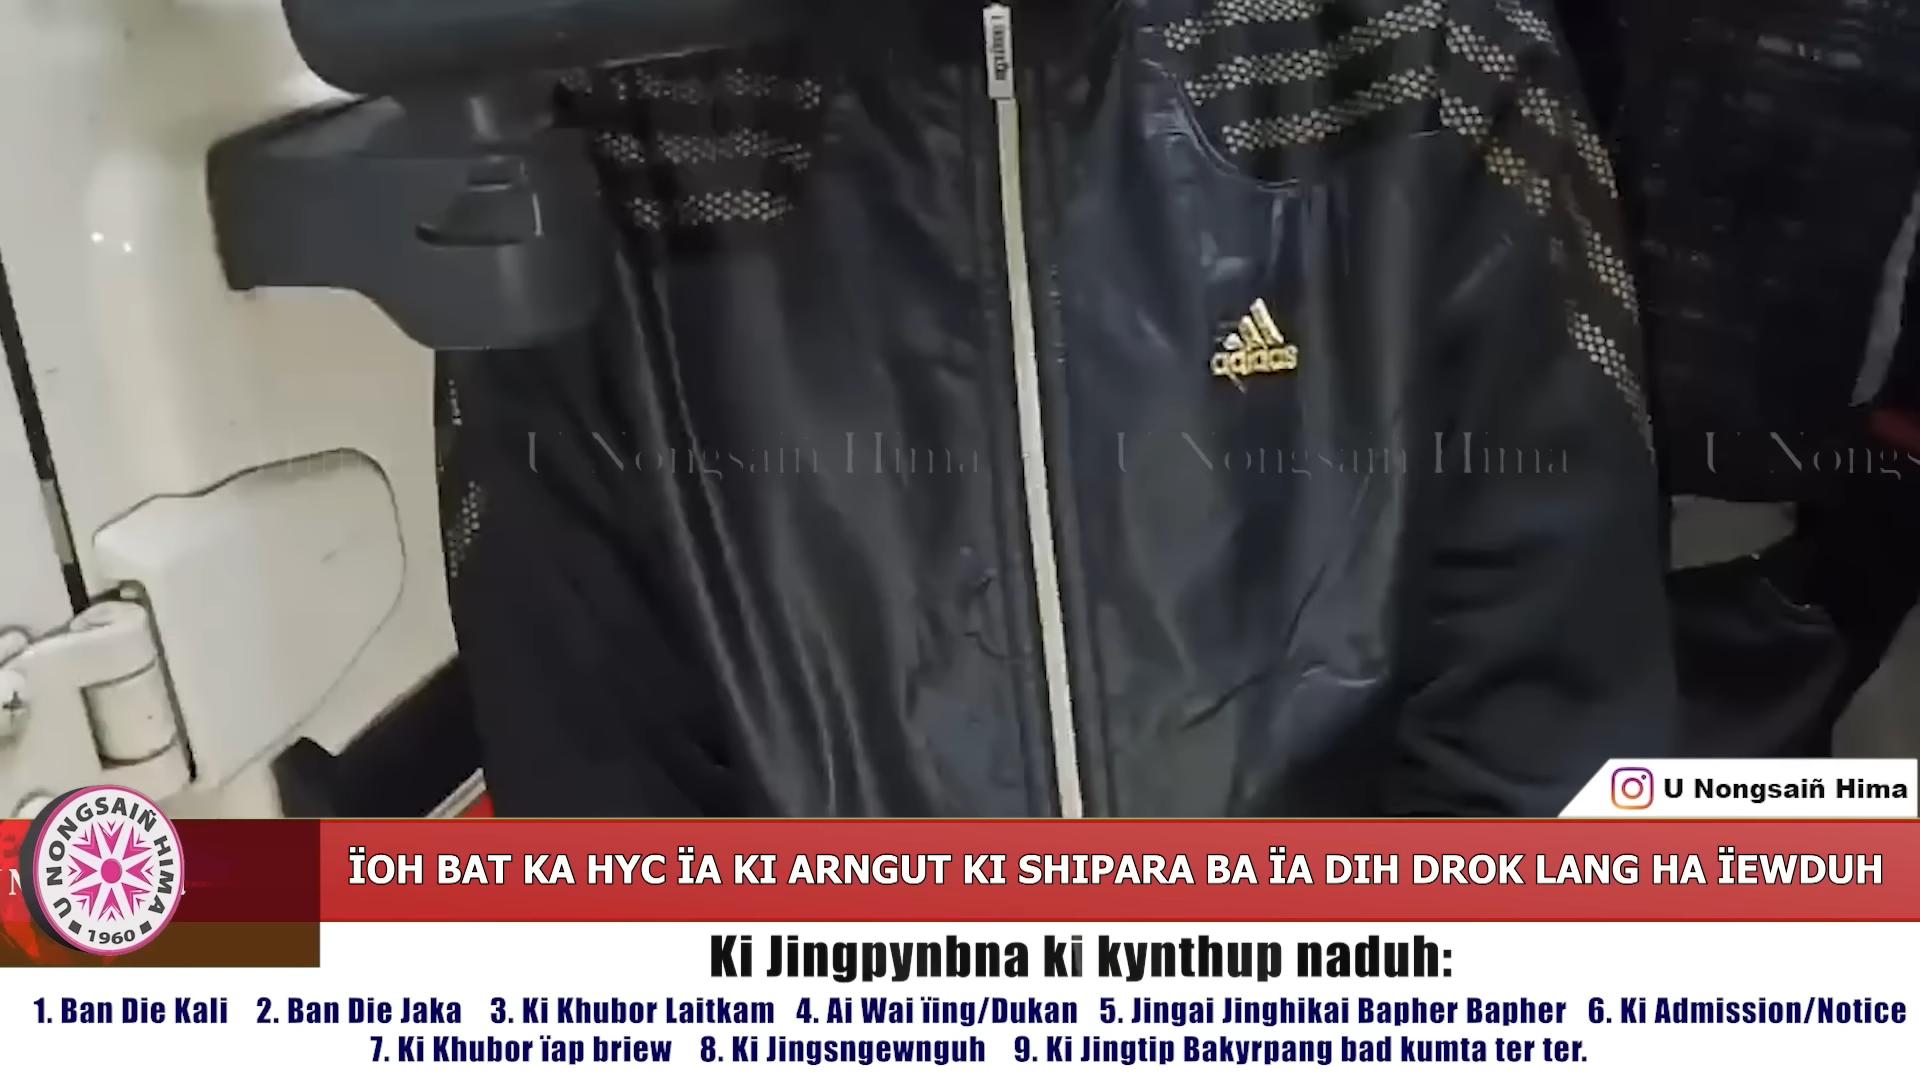 adidas
U Nongsaiñ Hima U Nongsaiñ Hima U Nongs
U Nongsaiñ Hima
U NONGSAIÑ HIMA
1960
ÏOH BAT KA HYC ÏA KI ARNGUT KI SHIPARA BA ÏA DIH DROK LANG HA ÏEWDUH
Ki Jingpynbna ki kynthup naduh:
1. Ban Die Kali 2. Ban Die Jaka 3. Ki Khubor Laitkam 4. Ai Wai ïing/Dukan 5. Jingai Jinghikai Bapher Bapher 6. Ki Admission/Notice
7. Ki Khubor ïap briew 8. Ki Jingsngewnguh 9. Ki Jingtip Bakyrpang bad kumta ter ter.